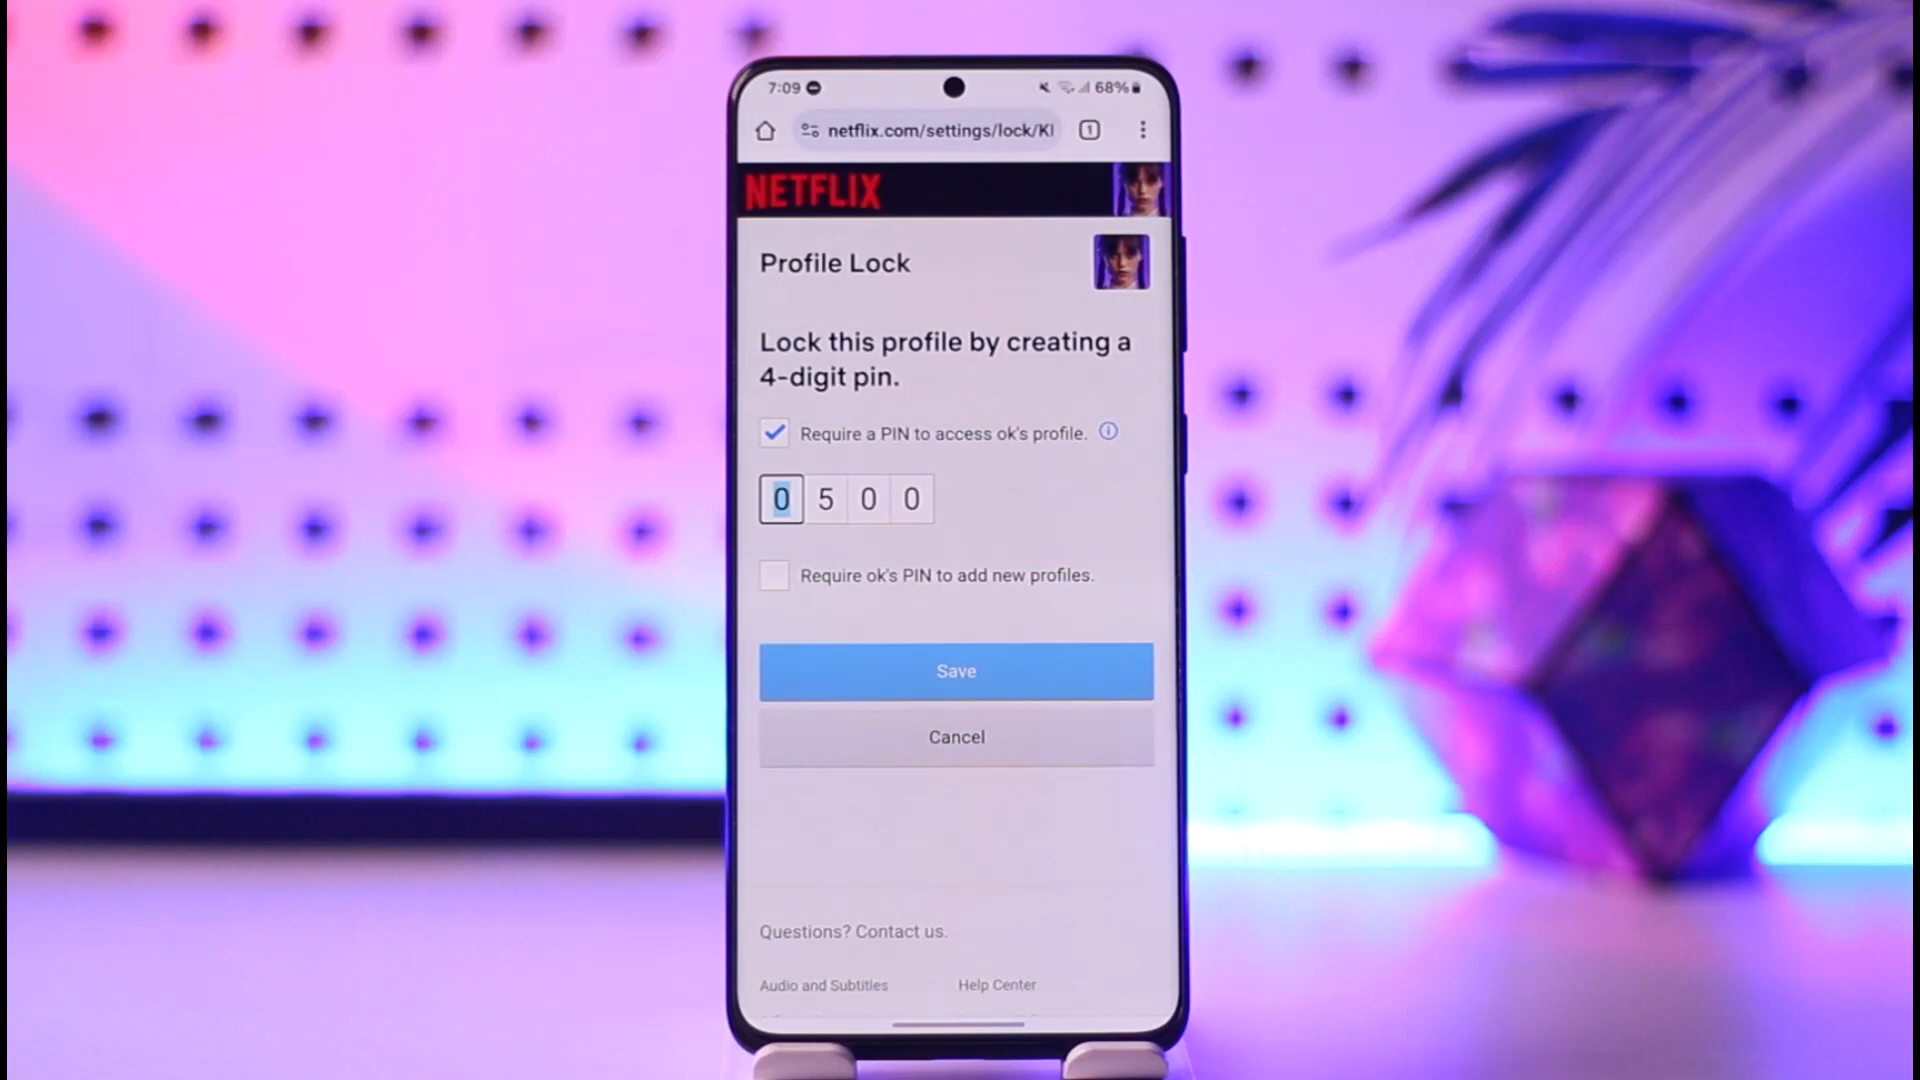 7:09 68%
netflix.com/settings/lock/KI 1
NETFLIX
Profile Lock
Lock this profile by creating a
4-digit pin.
Require a PIN to access ok's profile.
0 5 0 0
Require ok's PIN to add new profiles.
Save
Cancel
Questions? Contact us.
Audio and Subtitles Help Center